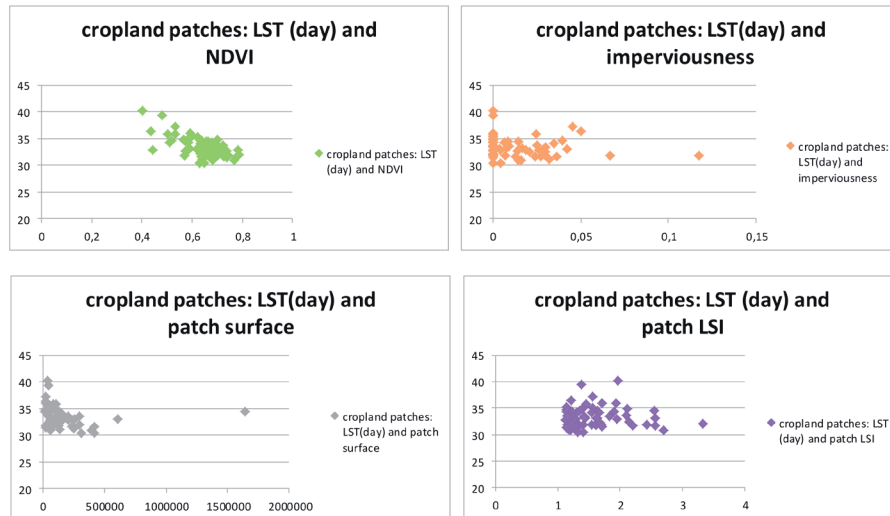 cropland patches: LST (day) and
NDVI
45
40
35
30
25
20
0
0,2
0,4
0,6
0,8
1
cropland patches: LST
(day) and NDVI
cropland patches: LST(day) and
imperviousness
45
40
35
30
25
20
0
0,05
0,1
0,15
cropland patches:
LST(day) and
imperviousness
cropland patches: LST(day) and
patch surface
45
40
35
30
25
20
0
500000
1000000
1500000
2000000
cropland patches:
LST(day) and patch
surface
cropland patches: LST (day) and
patch LSI
45
40
35
30
25
20
0
1
2
3
4
cropland patches: LST
(day) and patch LSI